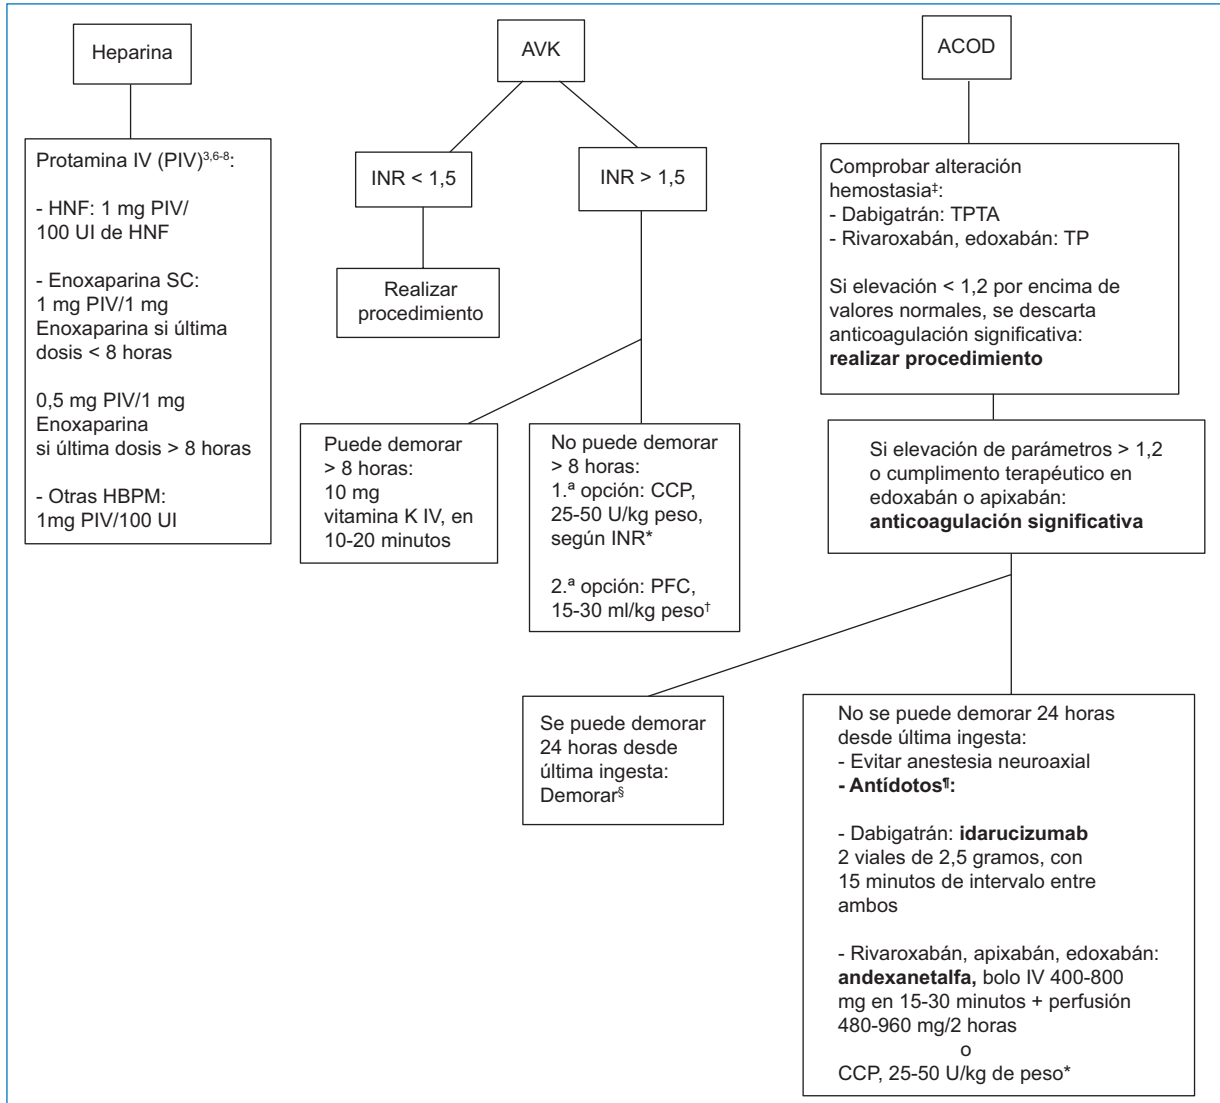 Heparina
Protamina IV (PIV)3,6-8:
- HNF: 1 mg PIV/
100 UI de HNF
- Enoxaparina SC:
1 mg PIV/1 mg
Enoxaparina si última
dosis < 8 horas
0,5 mg PIV/1 mg
Enoxaparina
si última dosis > 8 horas
- Otras HBPM:
1mg PIV/100 UI
AVK
INR < 1,5
Realizar
procedimiento
INR > 1,5
Puede demorar
> 8 horas:
10 mg
vitamina K IV, en
10-20 minutos
No puede demorar
> 8 horas:
1.ª opción: CCP,
25-50 U/kg peso,
según INR*
2.ª opción: PFC,
15-30 ml/kg peso†
ACOD
Comprobar alteración
hemostasia‡:
- Dabigatrán: TPTA
- Rivaroxabán, edoxabán: TP
Si elevación < 1,2 por encima de
valores normales, se descarta
anticoagulación significativa:
realizar procedimiento
Si elevación de parámetros > 1,2
o cumplimento terapéutico en
edoxabán o apixabán:
anticoagulación significativa
Se puede demorar
24 horas desde
última ingesta:
Demorar§
No se puede demorar 24 horas
desde última ingesta:
- Evitar anestesia neuroaxial
- Antídotos¶:
- Dabigatrán: idarucizumab
2 viales de 2,5 gramos, con
15 minutos de intervalo entre
ambos
- Rivaroxabán, apixabán, edoxabán:
andexanetalfa, bolo IV 400-800
mg en 15-30 minutos + perfusión
480-960 mg/2 horas
o
CCP, 25-50 U/kg de peso*